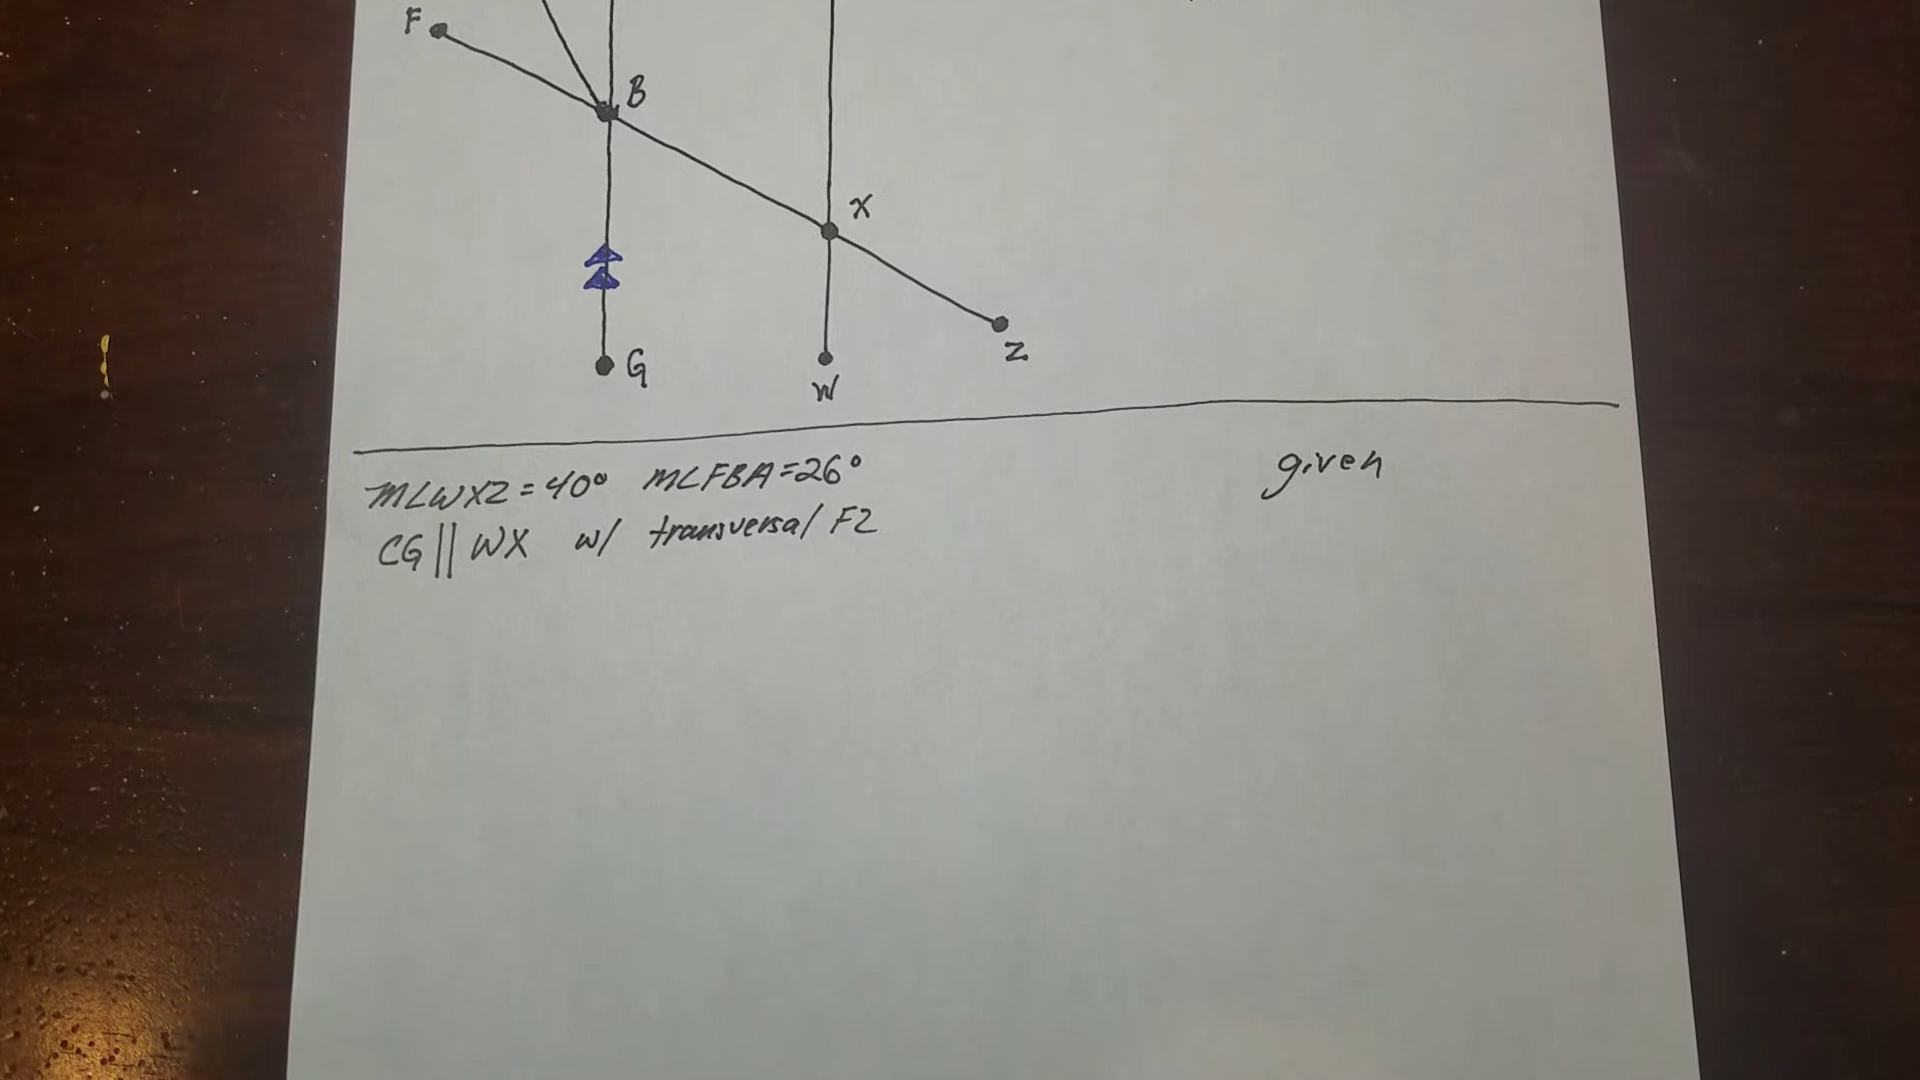 F
B
X
G
W
Z
m∠WXZ=40° m∠FBA=26°
given
CG||WX w/ transversal FZ